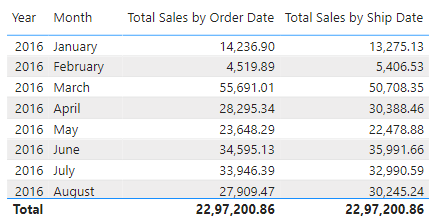 Year Month Total Sales by Order Date Total Sales by Ship Date
2016 January 14,236.90 13,275.13
2016 February 4,519.89 5,406.53
2016 March 55,691.01 50,708.35
2016 April 28,295.34 30,388.46
2016 May 23,648.29 22,478.88
2016 June 34,595.13 35,991.66
2016 July 33,946.39 32,990.59
2016 August 27,909.47 30,245.24
Total 22,97,200.86 22,97,200.86